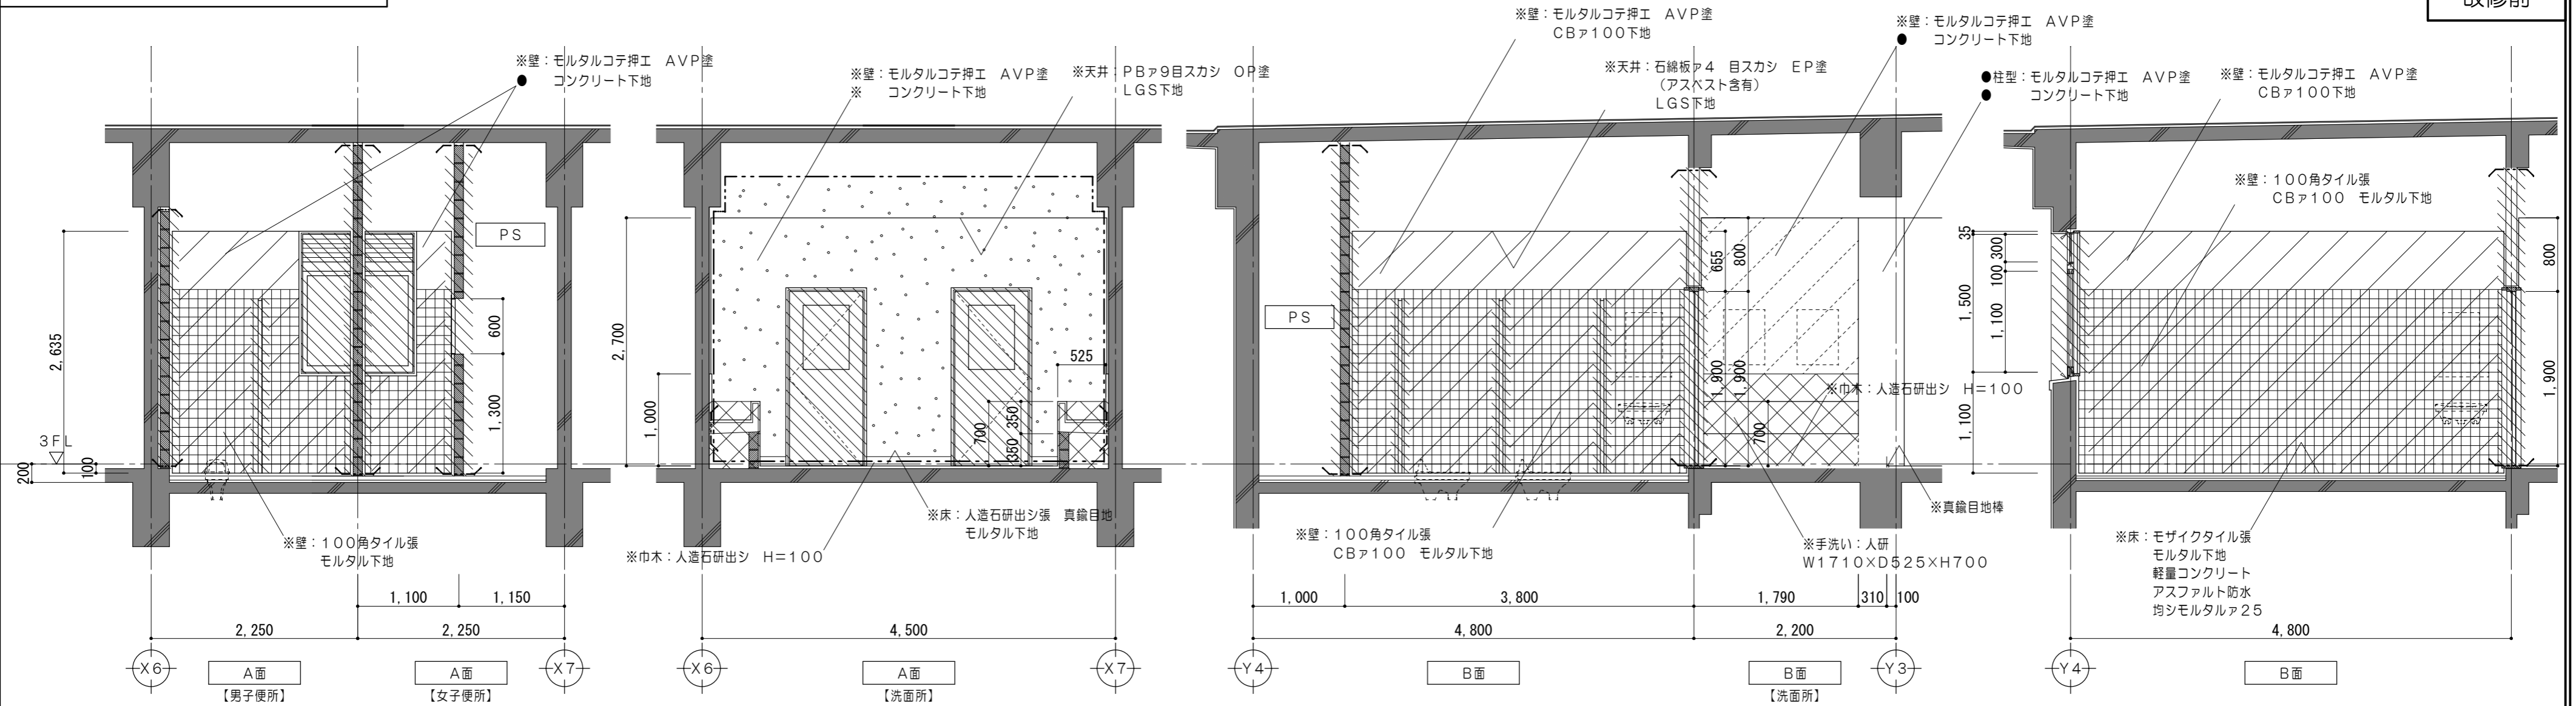 ※壁：モルタルコテ押エ　AVP塗
●　コンクリート下地
PS
2,635
3FL
200
100
600
1,300
※壁：100角タイル張
モルタル下地
1,100
1,150
2,250
2,250
X6
A面
【男子便所】
A面
【女子便所】
X7
※壁：モルタルコテ押エ　AVP塗
※　コンクリート下地
※天井：PBァ9目スカシ　OP塗
LGS下地
2,700
1,000
525
700
350
350
※床：人造石研出シ張　真鍮目地
モルタル下地
※巾木：人造石研出シ　H=100
4,500
X6
A面
【洗面所】
X7
※壁：モルタルコテ押エ　AVP塗
CBァ100下地
※天井：石綿板ァ4　目スカシ　EP塗
（アスベスト含有）
LGS下地
※壁：モルタルコテ押エ　AVP塗
●　コンクリート下地
●柱型：モルタルコテ押エ　AVP塗
●　コンクリート下地
PS
655
800
1,900
1,900
700
※巾木：人造石研出シ　H=100
※真鍮目地棒
※壁：100角タイル張
CBァ100　モルタル下地
※手洗い：人研
W1710×D525×H700
1,000
3,800
1,790
310
100
4,800
2,200
Y4
B面
B面
【洗面所】
Y3
改修前
※壁：モルタルコテ押エ　AVP塗
CBァ100下地
※壁：100角タイル張
CBァ100　モルタル下地
35
300
100
1,500
1,100
1,100
800
1,900
※床：モザイクタイル張
モルタル下地
軽量コンクリート
アスファルト防水
均シモルタルァ25
4,800
Y4
B面